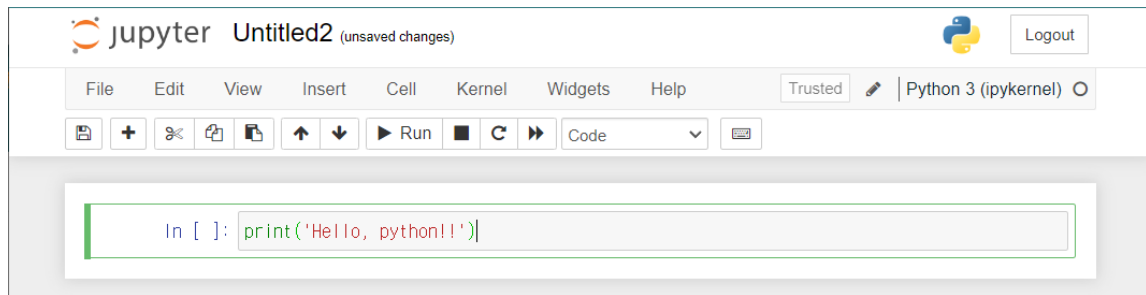 jupyter Untitled2 (unsaved changes) Logout
File Edit View Insert Cell Kernel Widgets Help Trusted Python 3 (ipykernel)
Run Code
In [ ]: print('Hello, python!!')